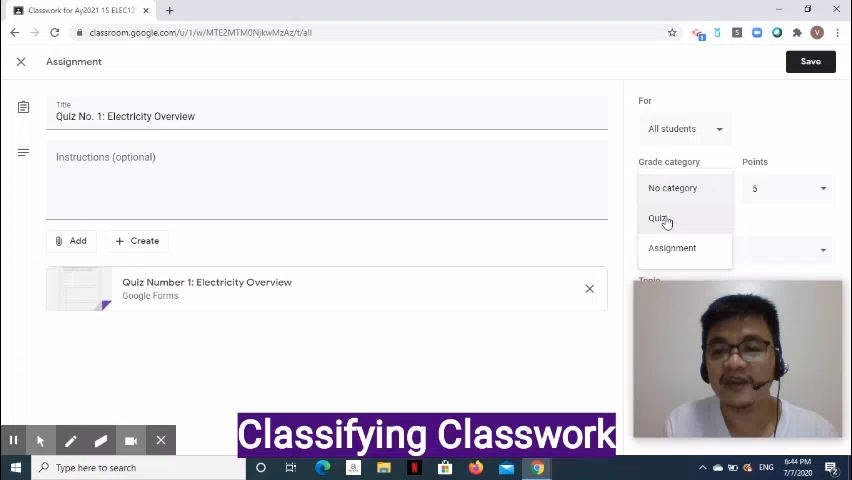 Classwork for Ay2021 1S ELEC12
classroom.google.com/u/1/w/MTE2MTM0NjkwMzAz/t/all
Assignment
Save
Title
Quiz No. 1: Electricity Overview
Instructions (optional)
Add
Create
Quiz Number 1: Electricity Overview
Google Forms
For
All students
Grade category
Points
No category
5
Quiz
Assignment
Topic
Classifying Classwork
Type here to search
ENG
6:44 PM
7/7/2020